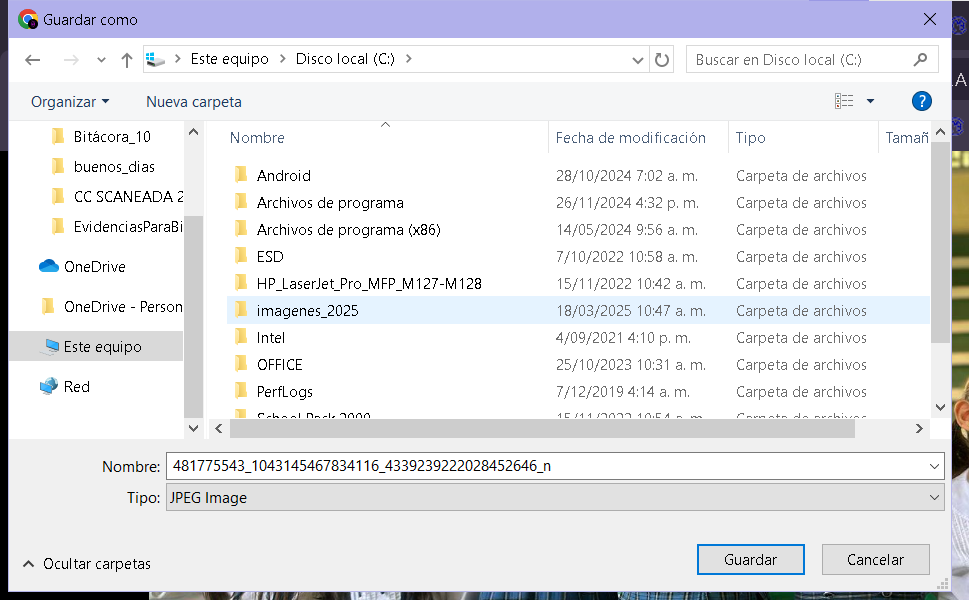 Guardar como
Este equipo > Disco local (C:) >
Buscar en Disco local (C:)
Organizar
Nueva carpeta
Bitácora_10
buenos_dias
CC SCANEADA 2
EvidenciasParaBi
OneDrive
OneDrive - Person
Este equipo
Red
Nombre Fecha de modificación Tipo Tamañ
Android 28/10/2024 7:02 a. m. Carpeta de archivos
Archivos de programa 26/11/2024 4:32 p. m. Carpeta de archivos
Archivos de programa (x86) 14/05/2024 9:56 a. m. Carpeta de archivos
ESD 7/10/2022 10:58 a. m. Carpeta de archivos
HP_LaserJet_Pro_MFP_M127-M128 15/11/2022 10:42 a. m. Carpeta de archivos
imagenes_2025 18/03/2025 10:47 a. m. Carpeta de archivos
Intel 4/09/2021 4:10 p. m. Carpeta de archivos
OFFICE 25/10/2023 10:31 a. m. Carpeta de archivos
PerfLogs 7/12/2019 4:14 a. m. Carpeta de archivos
Nombre: 481775543_1043145467834116_4339239222028452646_n
Tipo: JPEG Image
Ocultar carpetas
Guardar
Cancelar